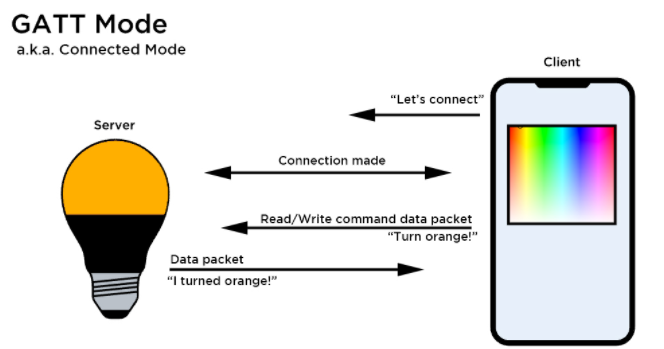 GATT Mode
a.k.a. Connected Mode
Client
"Let's connect"
Server
Connection made
Read/Write command data packet
"Turn orange!"
Data packet
"I turned orange!"